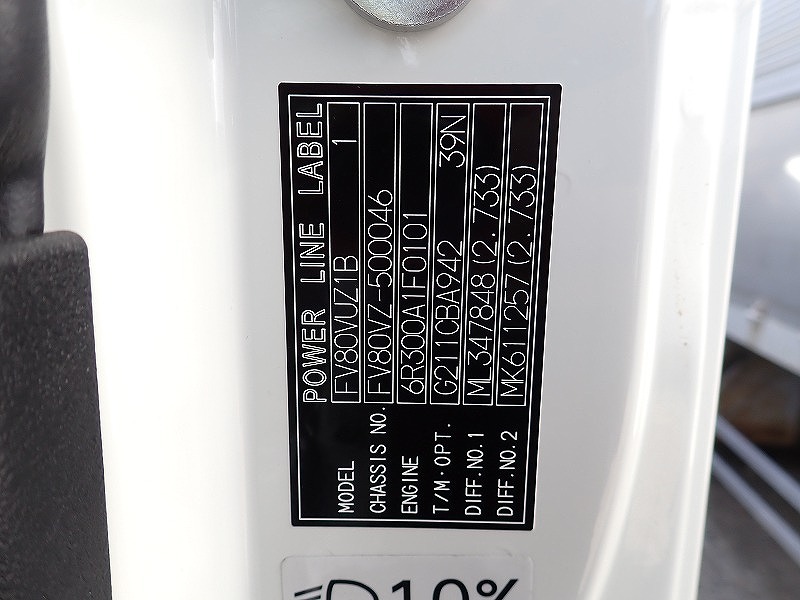 POWER LINE LABEL
MODEL FV80VUZ1B 1
CHASSIS NO. FV80VZ-500046
ENGINE 6R300A1F0101
T/M·OPT. G211CBA942 39N
DIFF.NO.1 ML347848(2.733)
DIFF.NO.2 MK611257(2.733)
10%